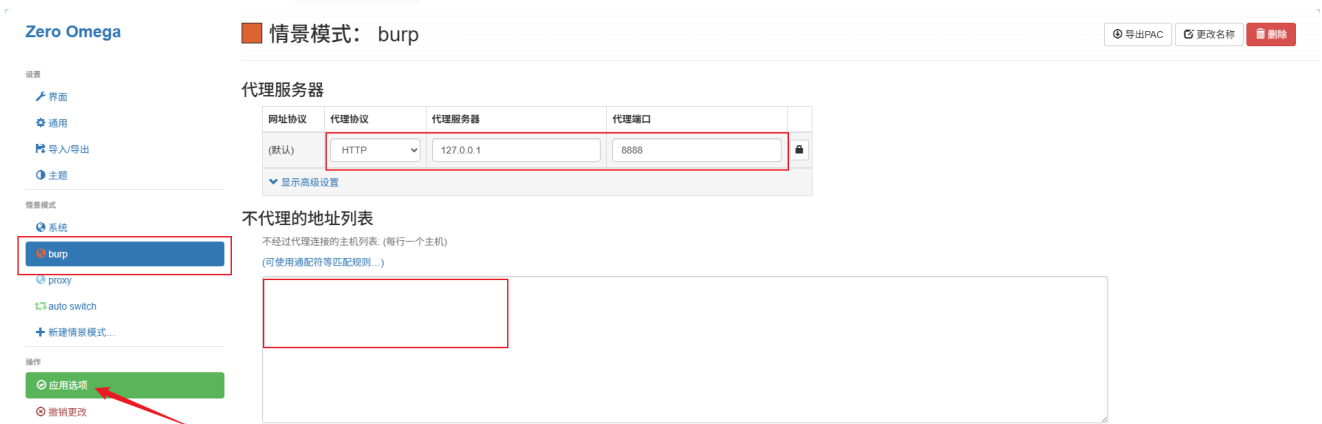 Zero Omega
设置
界面
通用
导入/导出
主题
情景模式
系统
burp
proxy
auto switch
新建情景模式...
操作
应用选项
撤销更改
情景模式： burp
导出PAC 更改名称 删除
代理服务器
网址协议 代理协议 代理服务器 代理端口
(默认) HTTP 127.0.0.1 8888
显示高级设置
不代理的地址列表
不经过代理连接的主机列表: (每行一个主机)
(可使用通配符等匹配规则...)